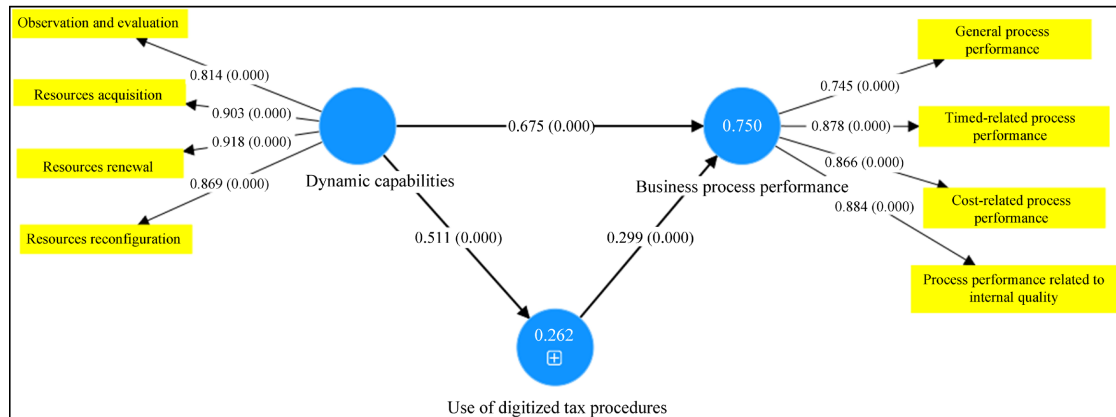 Observation and evaluation
0.814 (0.000)
Resources acquisition
0.903 (0.000)
0.918 (0.000)
Resources renewal
0.869 (0.000)
Resources reconfiguration
Dynamic capabilities
0.675 (0.000)
0.511 (0.000)
0.299 (0.000)
0.262
Use of digitized tax procedures
0.750
Business process performance
General process
performance
0.745 (0.000)
0.878 (0.000)
Timed-related process
performance
0.866 (0.000)
Cost-related process
performance
0.884 (0.000)
Process performance related to
internal quality